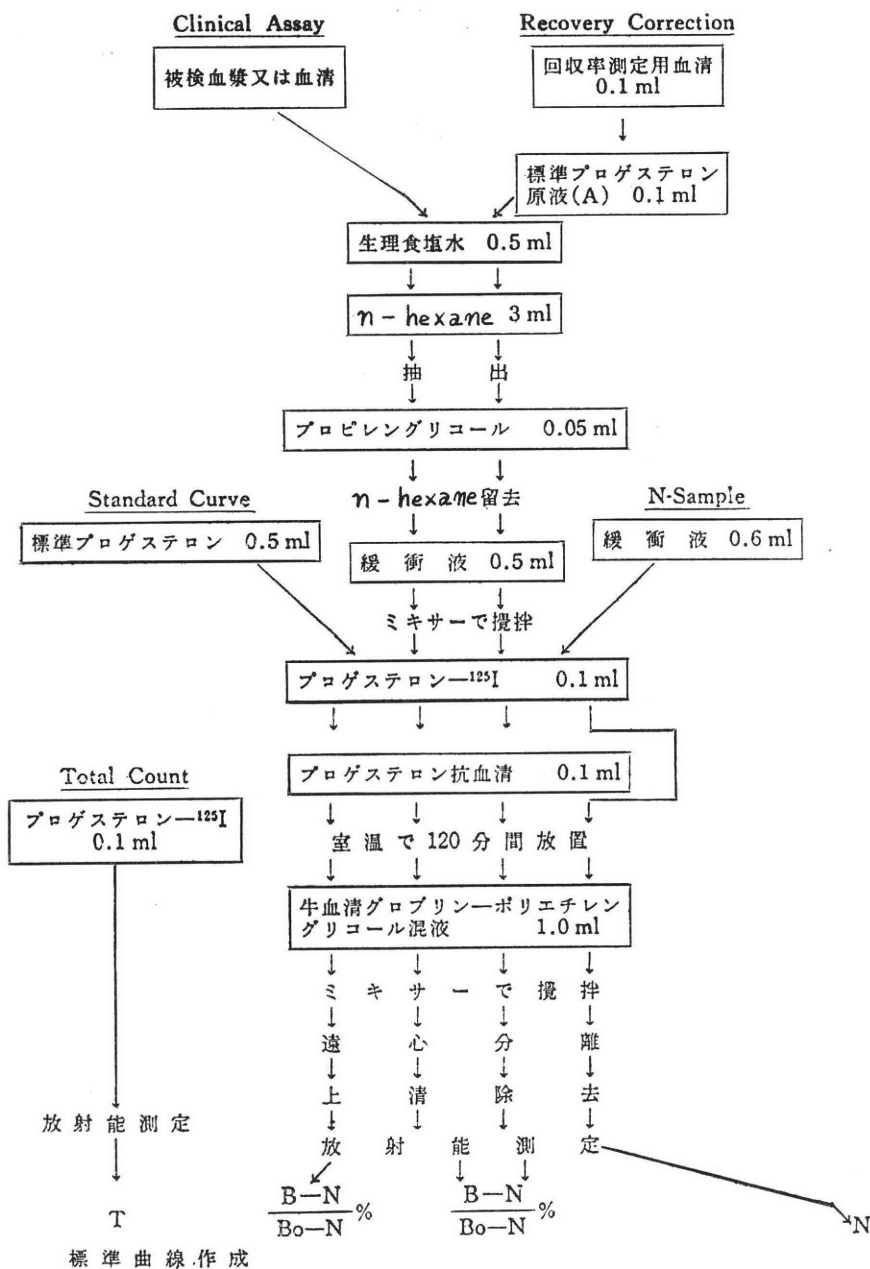 Clinical Assay
Recovery Correction
被検血漿又は血清
回収率測定用血清
0.1 ml
標準プロゲステロン
原液(A) 0.1 ml
生理食塩水 0.5 ml
n-hexane 3 ml
抽 出
プロピレングリコール 0.05 ml
Standard Curve
n-hexane留去
N-Sample
標準プロゲステロン 0.5 ml
緩衝液 0.5 ml
緩衝液 0.6 ml
ミキサーで攪拌
プロゲステロン—¹²⁵I 0.1 ml
Total Count
プロゲステロン抗血清 0.1 ml
プロゲステロン—¹²⁵I
0.1 ml
室温で120分間放置
牛血清グロブリン—ポリエチレン
グリコール混液 1.0 ml
ミキサーで攪拌
遠心分離
上清除去
放射能測定
放射能測定
B—N
Bo—N
%
B—N
Bo—N
%
T
N
標準曲線作成